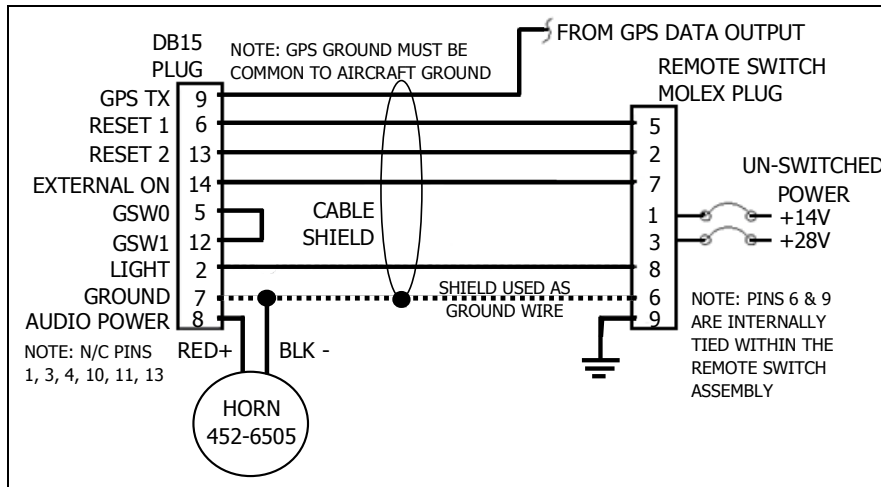 FROM GPS DATA OUTPUT
DB15
PLUG
NOTE: GPS GROUND MUST BE
COMMON TO AIRCRAFT GROUND
REMOTE SWITCH
MOLEX PLUG
GPS TX 9
RESET 1 6 5
RESET 2 13 2
EXTERNAL ON 14 7
UN-SWITCHED
POWER
GSW0 5 1 +14V
GSW1 12 3 +28V
CABLE
SHIELD
LIGHT 2 8
GROUND 7 6
SHIELD USED AS
GROUND WIRE
AUDIO POWER 8 9
NOTE: PINS 6 & 9
ARE INTERNALLY
TIED WITHIN THE
REMOTE SWITCH
ASSEMBLY
NOTE: N/C PINS
1, 3, 4, 10, 11, 13
RED+ BLK -
HORN
452-6505